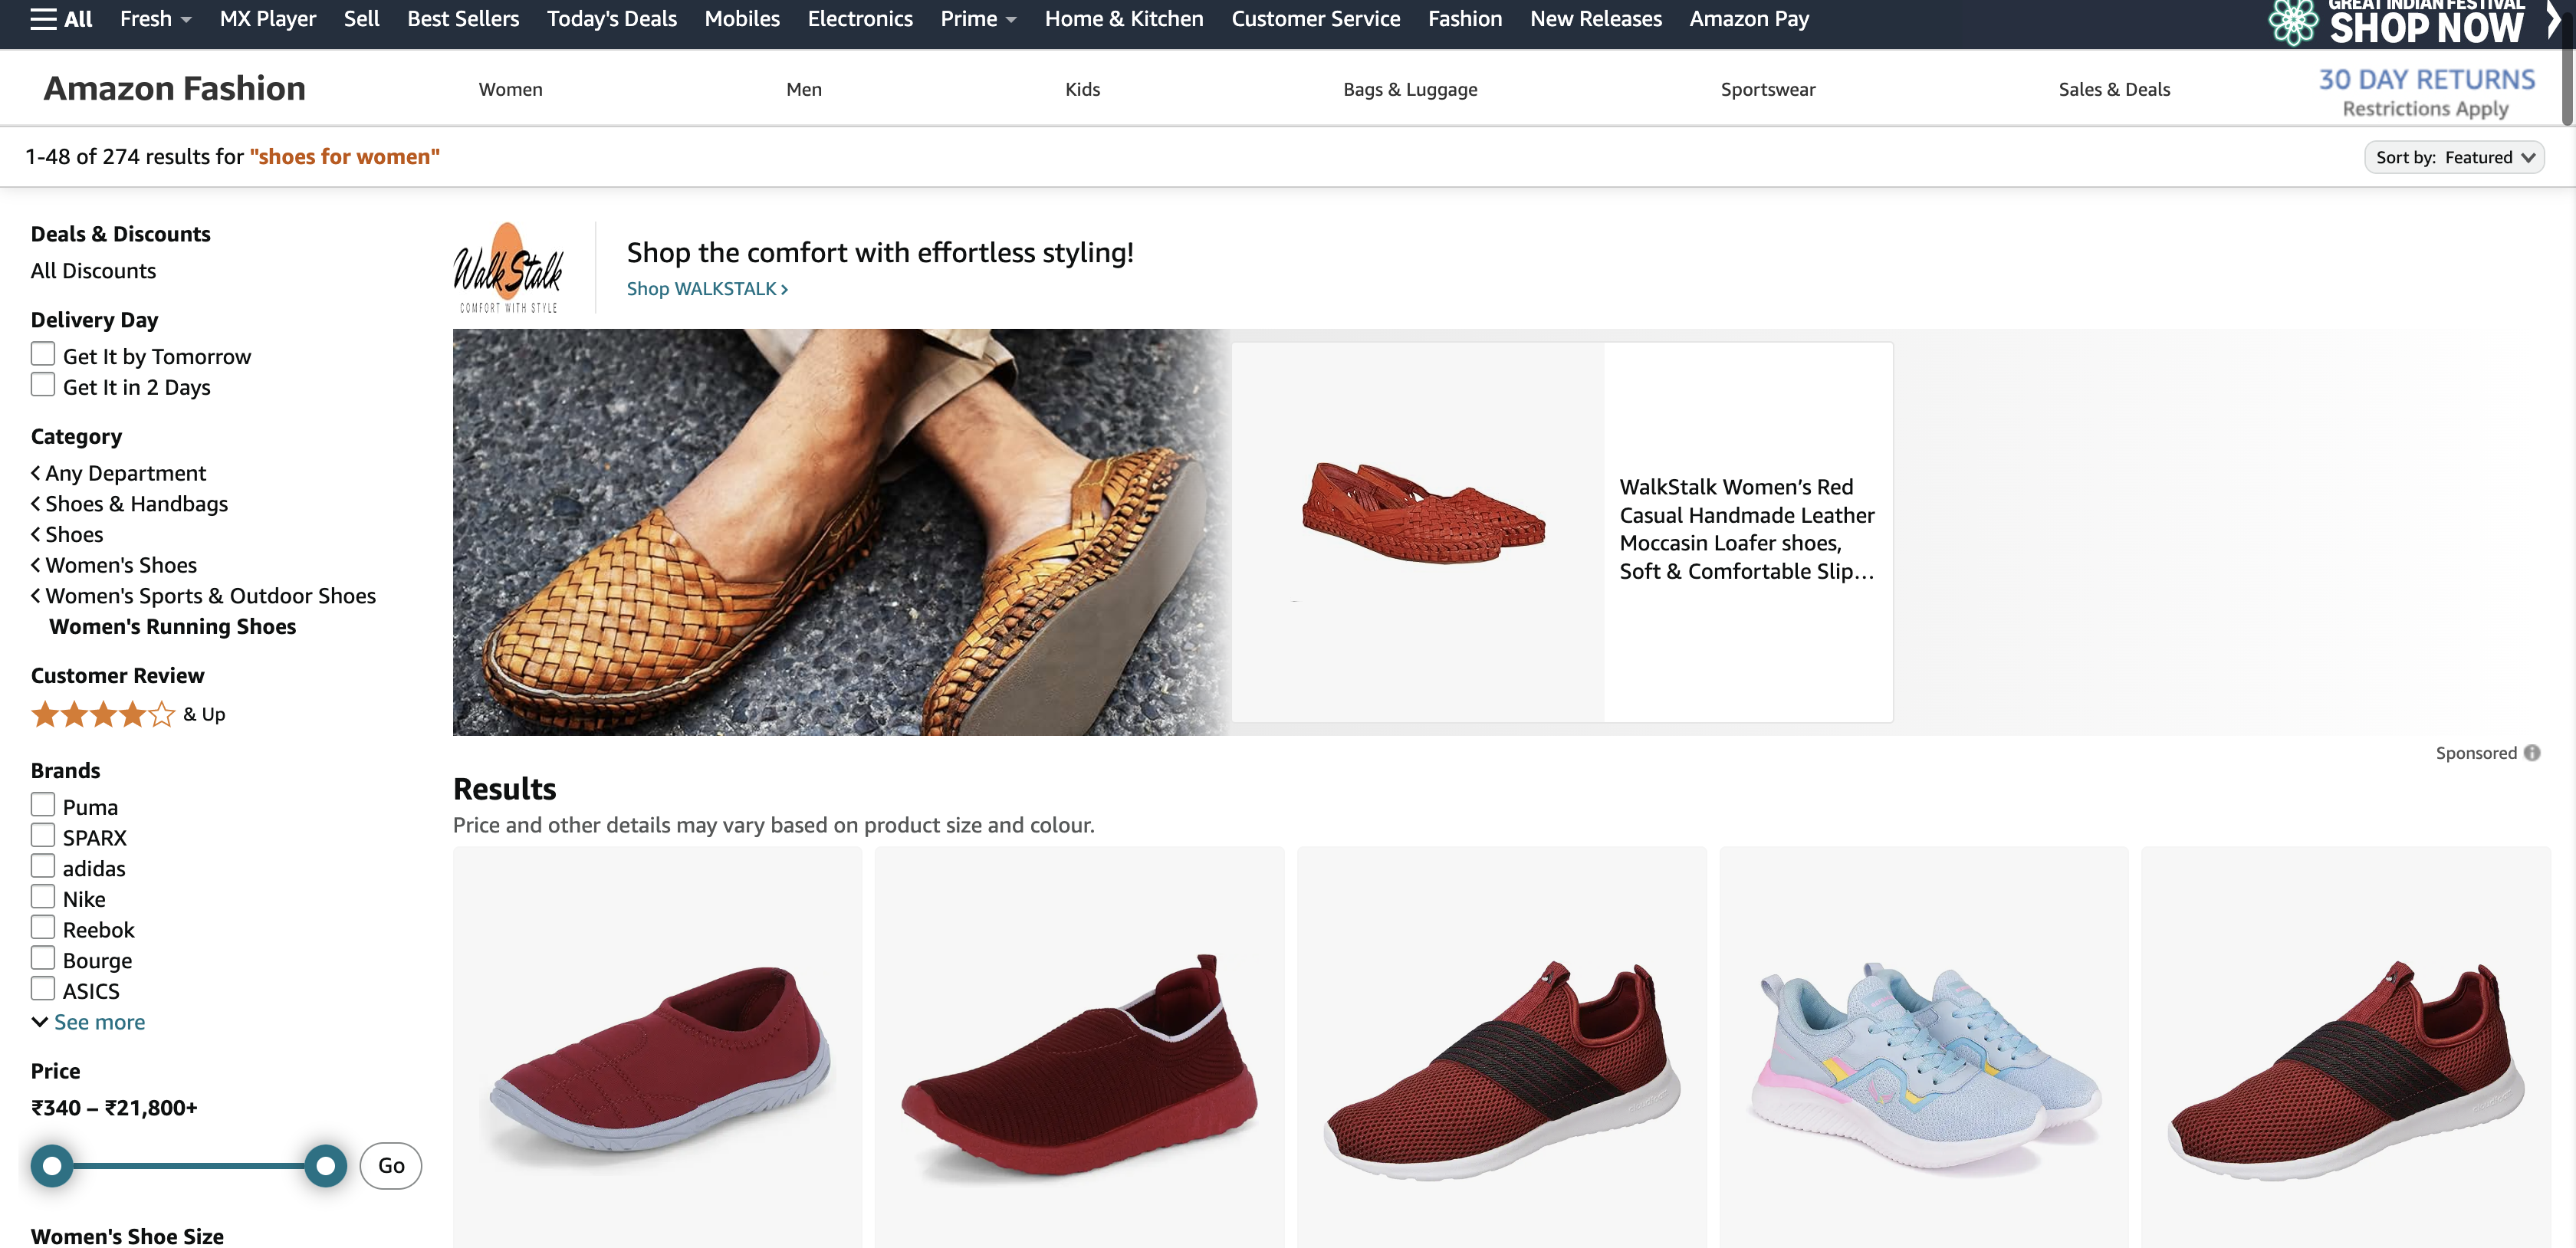 All Fresh MX Player Sell Best Sellers Today's Deals Mobiles Electronics Prime Home & Kitchen Customer Service Fashion New Releases Amazon Pay
GREAT INDIAN FESTIVAL
SHOP NOW
Amazon Fashion Women Men Kids Bags & Luggage Sportswear Sales & Deals
30 DAY RETURNS
Restrictions Apply
1-48 of 274 results for "shoes for women"
Sort by: Featured
Deals & Discounts
All Discounts
Delivery Day
Get It by Tomorrow
Get It in 2 Days
Category
Any Department
Shoes & Handbags
Shoes
Women's Shoes
Women's Sports & Outdoor Shoes
Women's Running Shoes
Customer Review
& Up
Brands
Puma
SPARX
adidas
Nike
Reebok
Bourge
ASICS
See more
Price
₹340 – ₹21,800+
Go
Women's Shoe Size
Walk Stalk
COMFORT WITH STYLE
Shop the comfort with effortless styling!
Shop WALKSTALK ›
WalkStalk Women’s Red
Casual Handmade Leather
Moccasin Loafer shoes,
Soft & Comfortable Slip…
Sponsored
Results
Price and other details may vary based on product size and colour.